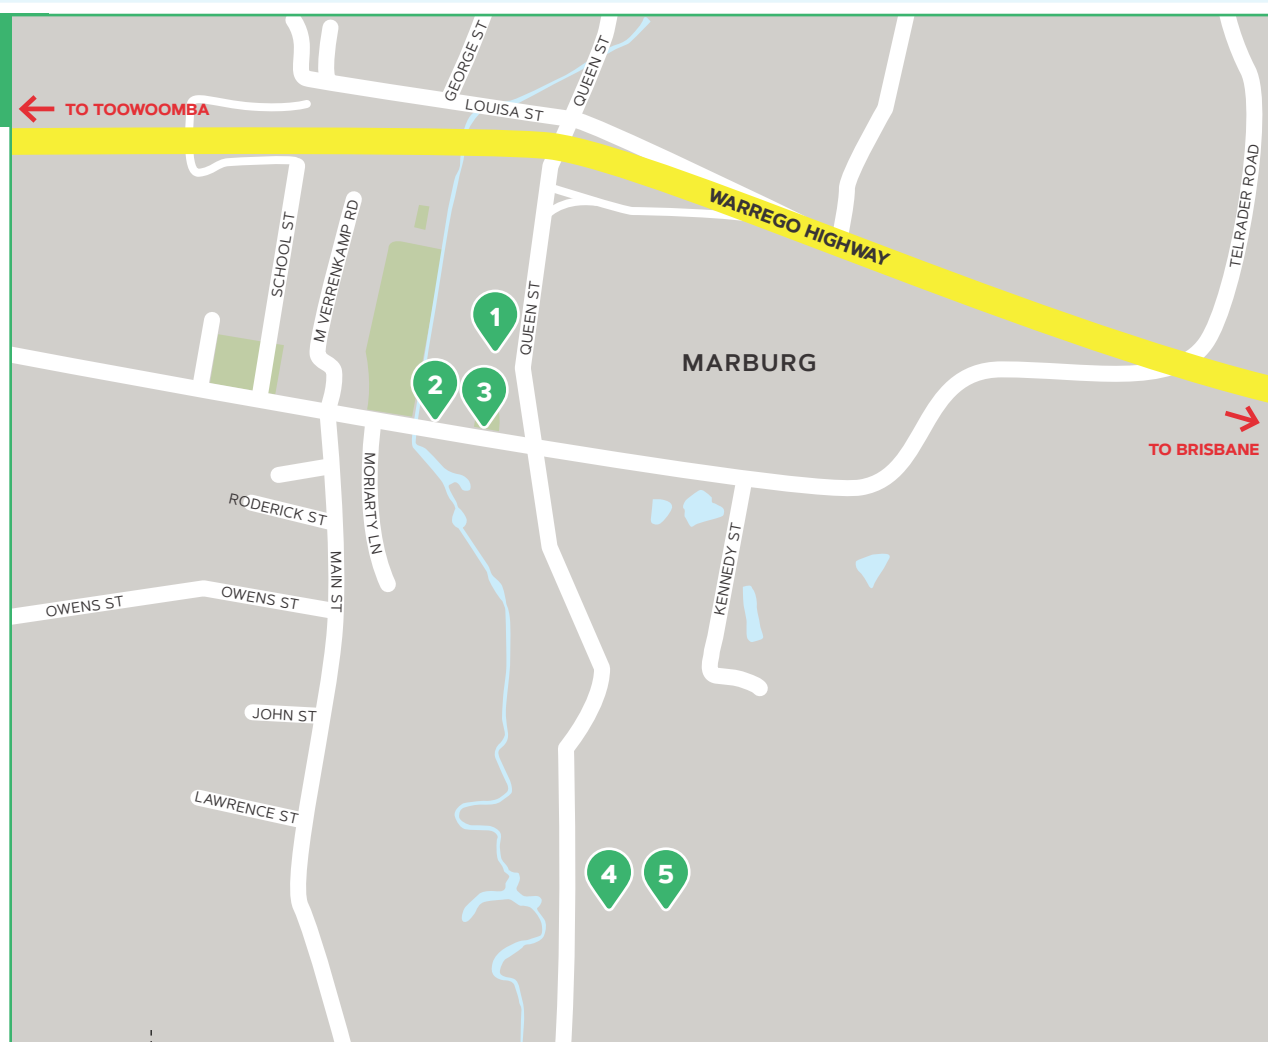 GEORGE ST
QUEEN ST
LOUISA ST
TO TOOWOOMBA
WARREGO HIGHWAY
TELRADER ROAD
SCHOOL ST
M VERRENKAMP RD
QUEEN ST
1
MARBURG
2
3
TO BRISBANE
MORIARTY LN
RODERICK ST
MAIN ST
KENNEDY ST
OWENS ST
OWENS ST
JOHN ST
LAWRENCE ST
4
5